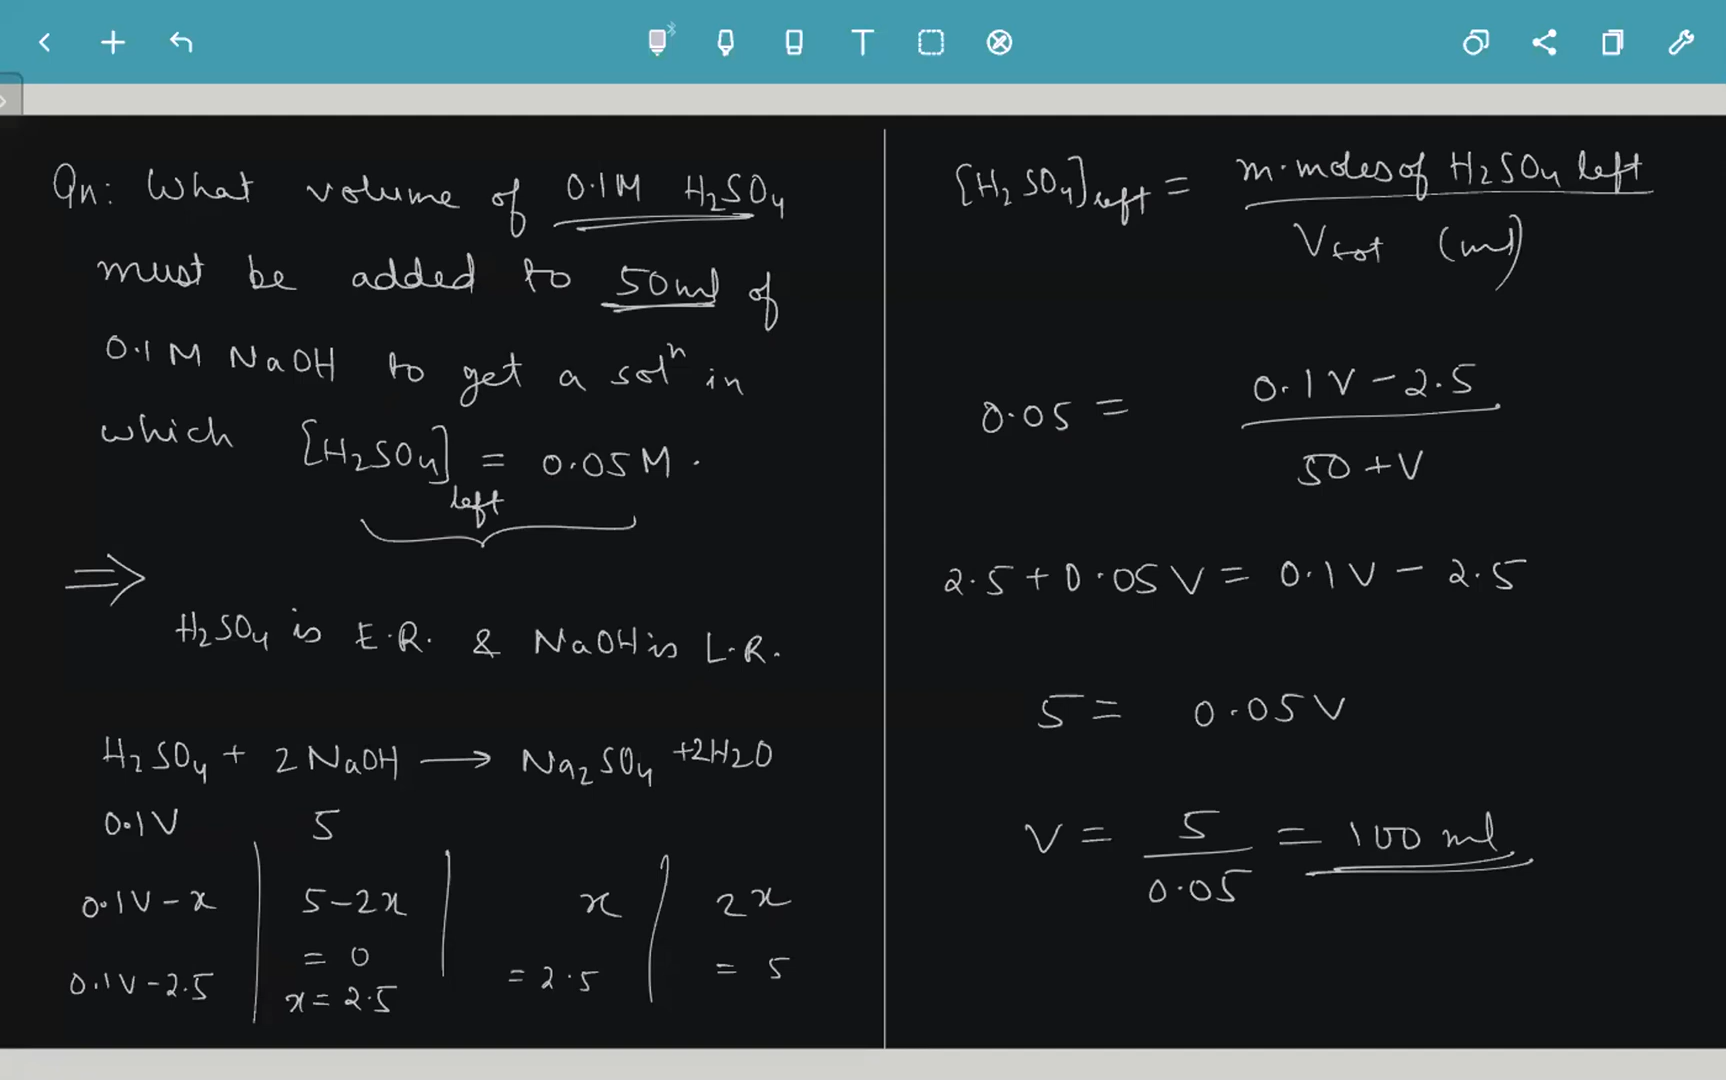 Qn: What volume of 0.1M H₂SO₄
must be added to 50ml of
0.1M NaOH to get a solⁿ in
which [H₂SO₄]left = 0.05M.
⇒
H₂SO₄ is E.R. & NaOH is L.R.
H₂SO₄ + 2NaOH → Na₂SO₄ + 2H₂O
0.1V 5
0.1V-x | 5-2x | x | 2x
= 0
0.1V-2.5 | x = 2.5 | = 2.5 | = 5
[H₂SO₄]left = m.moles of H₂SO₄ left
Vtot (ml)
0.05 = 0.1V - 2.5
50 + V
2.5 + 0.05V = 0.1V - 2.5
5 = 0.05V
V = 5 = 100 ml
0.05
T